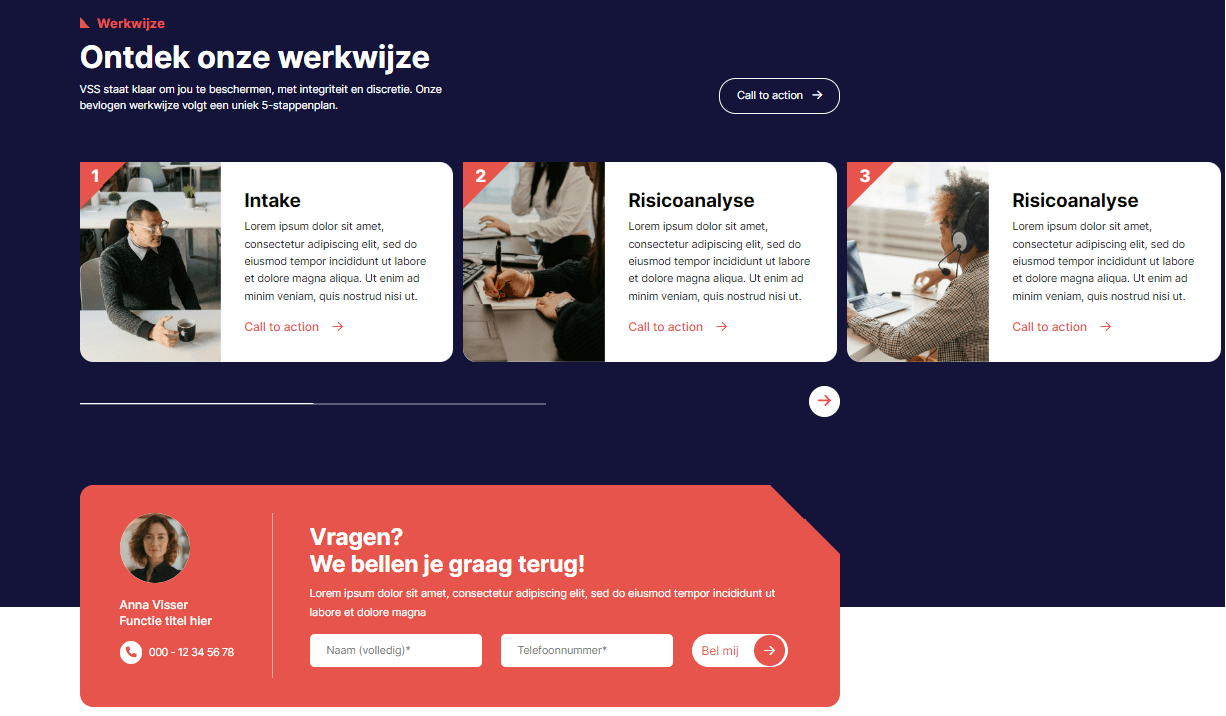 Werkwijze
Ontdek onze werkwijze
VSS staat klaar om jou te beschermen, met integriteit en discretie. Onze
bevlogen werkwijze volgt een uniek 5-stappenplan.
Call to action
1
Intake
Lorem ipsum dolor sit amet,
consectetur adipiscing elit, sed do
eiusmod tempor incididunt ut labore
et dolore magna aliqua. Ut enim ad
minim veniam, quis nostrud nisi ut.
Call to action
2
Risicoanalyse
Lorem ipsum dolor sit amet,
consectetur adipiscing elit, sed do
eiusmod tempor incididunt ut labore
et dolore magna aliqua. Ut enim ad
minim veniam, quis nostrud nisi ut.
Call to action
3
Risicoanalyse
Lorem ipsum dolor sit amet,
consectetur adipiscing elit, sed do
eiusmod tempor incididunt ut labore
et dolore magna aliqua. Ut enim ad
minim veniam, quis nostrud nisi ut.
Call to action
Anna Visser
Functie titel hier
000 - 12 34 56 78
Vragen?
We bellen je graag terug!
Lorem ipsum dolor sit amet, consectetur adipiscing elit, sed do eiusmod tempor incididunt ut
labore et dolore magna
Naam (volledig)*
Telefoonnummer*
Bel mij